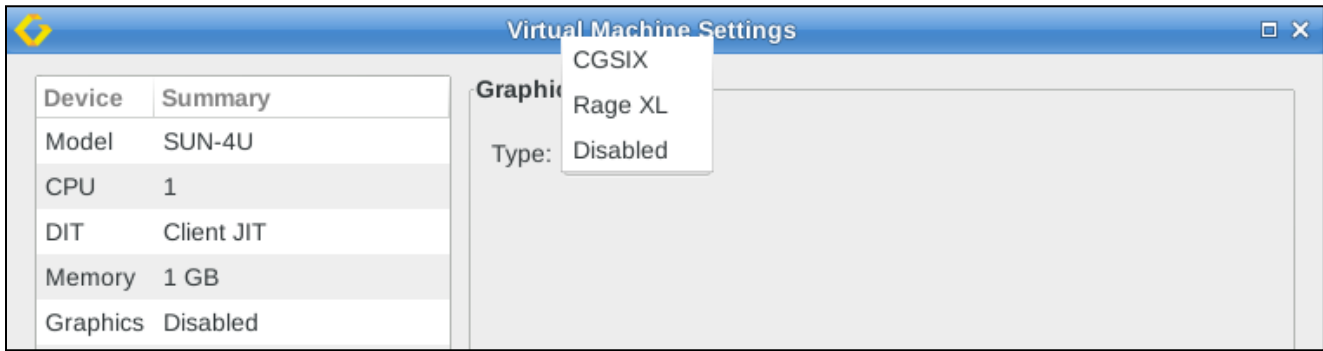 Virtual Machine Settings
Device Summary
Model SUN-4U
CPU 1
DIT Client JIT
Memory 1 GB
Graphics Disabled
Type:
CGSIX
Rage XL
Disabled